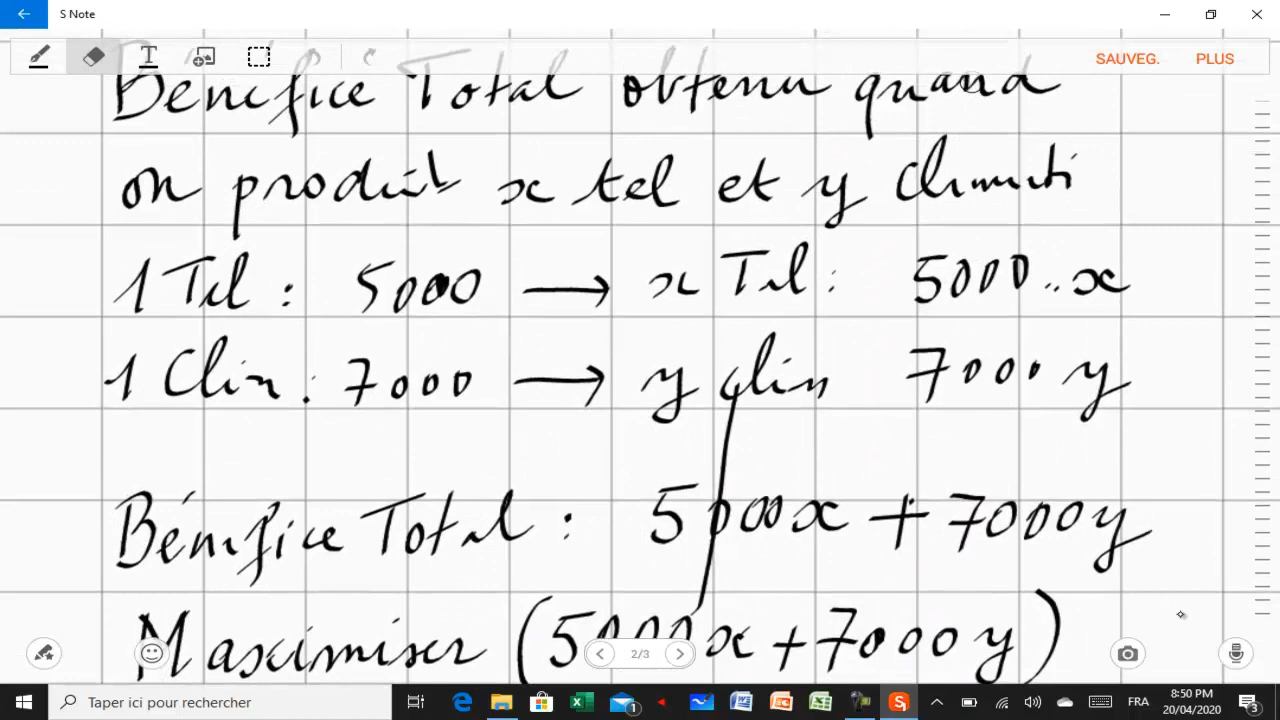 S Note
SAUVEG. PLUS
Bénéfice Total obtenu quand
on produit x tel et y climati
1 Tel : 5000 → x Tel : 5000..x
1 Clim : 7000 → y clim 7000 y
Bénéfice Total : 5000x + 7000y
Maximiser (5000x + 7000y)
2/3
Taper ici pour rechercher
1
FRA
8:50 PM
20/04/2020
3